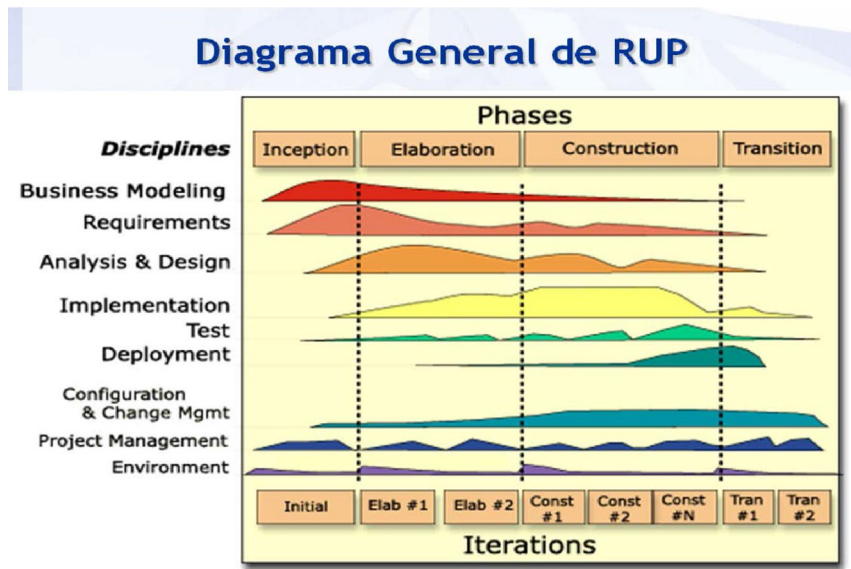 Diagrama General de RUP
Phases
Disciplines
Inception
Elaboration
Construction
Transition
Business Modeling
Requirements
Analysis & Design
Implementation
Test
Deployment
Configuration
& Change Mgmt
Project Management
Environment
Initial
Elab #1
Elab #2
Const
#1
Const
#2
Const
#N
Tran
#1
Tran
#2
Iterations